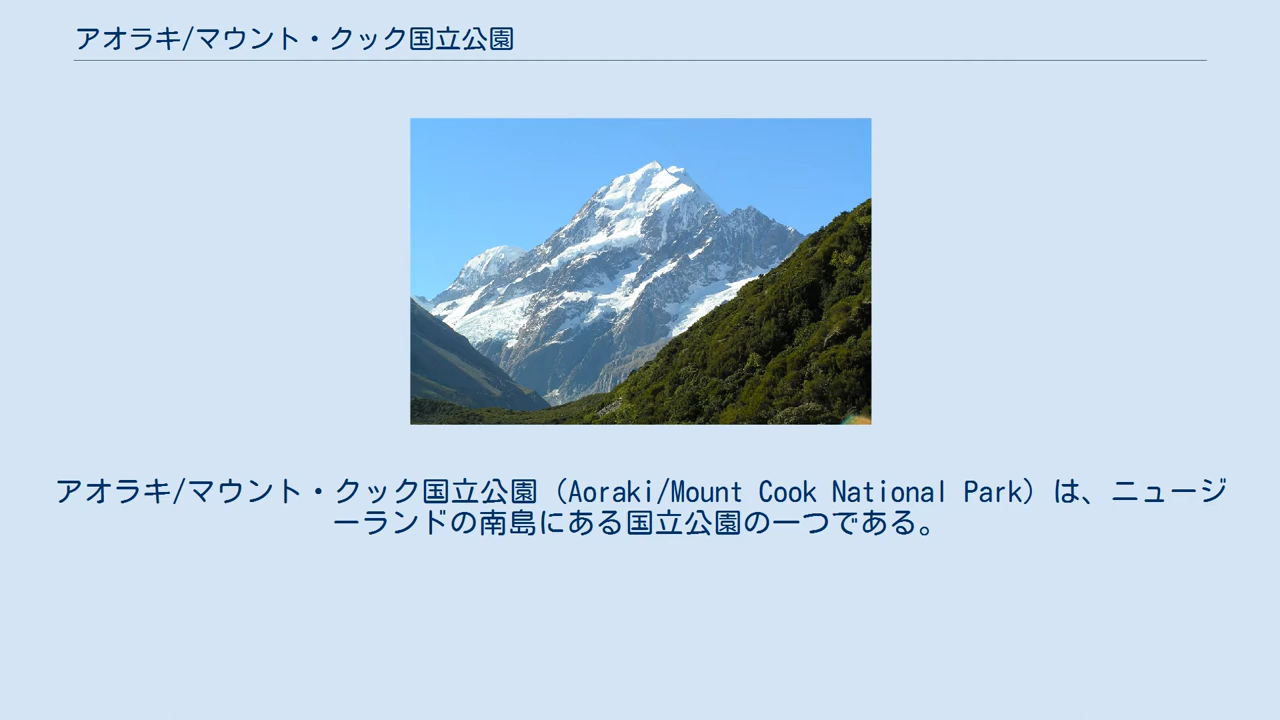 アオラキ/マウント・クック国立公園
アオラキ/マウント・クック国立公園（Aoraki/Mount Cook National Park）は、ニュージ
ーランドの南島にある国立公園の一つである。